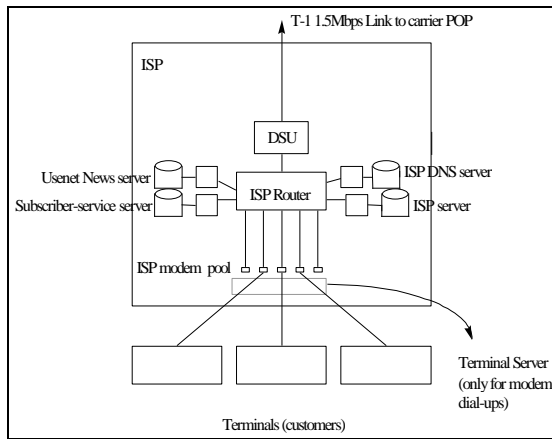 T-1 1.5Mbps Link to carrier POP
ISP
DSU
Usenet News server
ISP DNS server
ISP Router
Subscriber-service server
ISP server
ISP modem pool
Terminal Server
(only for modem
dial-ups)
Terminals (customers)